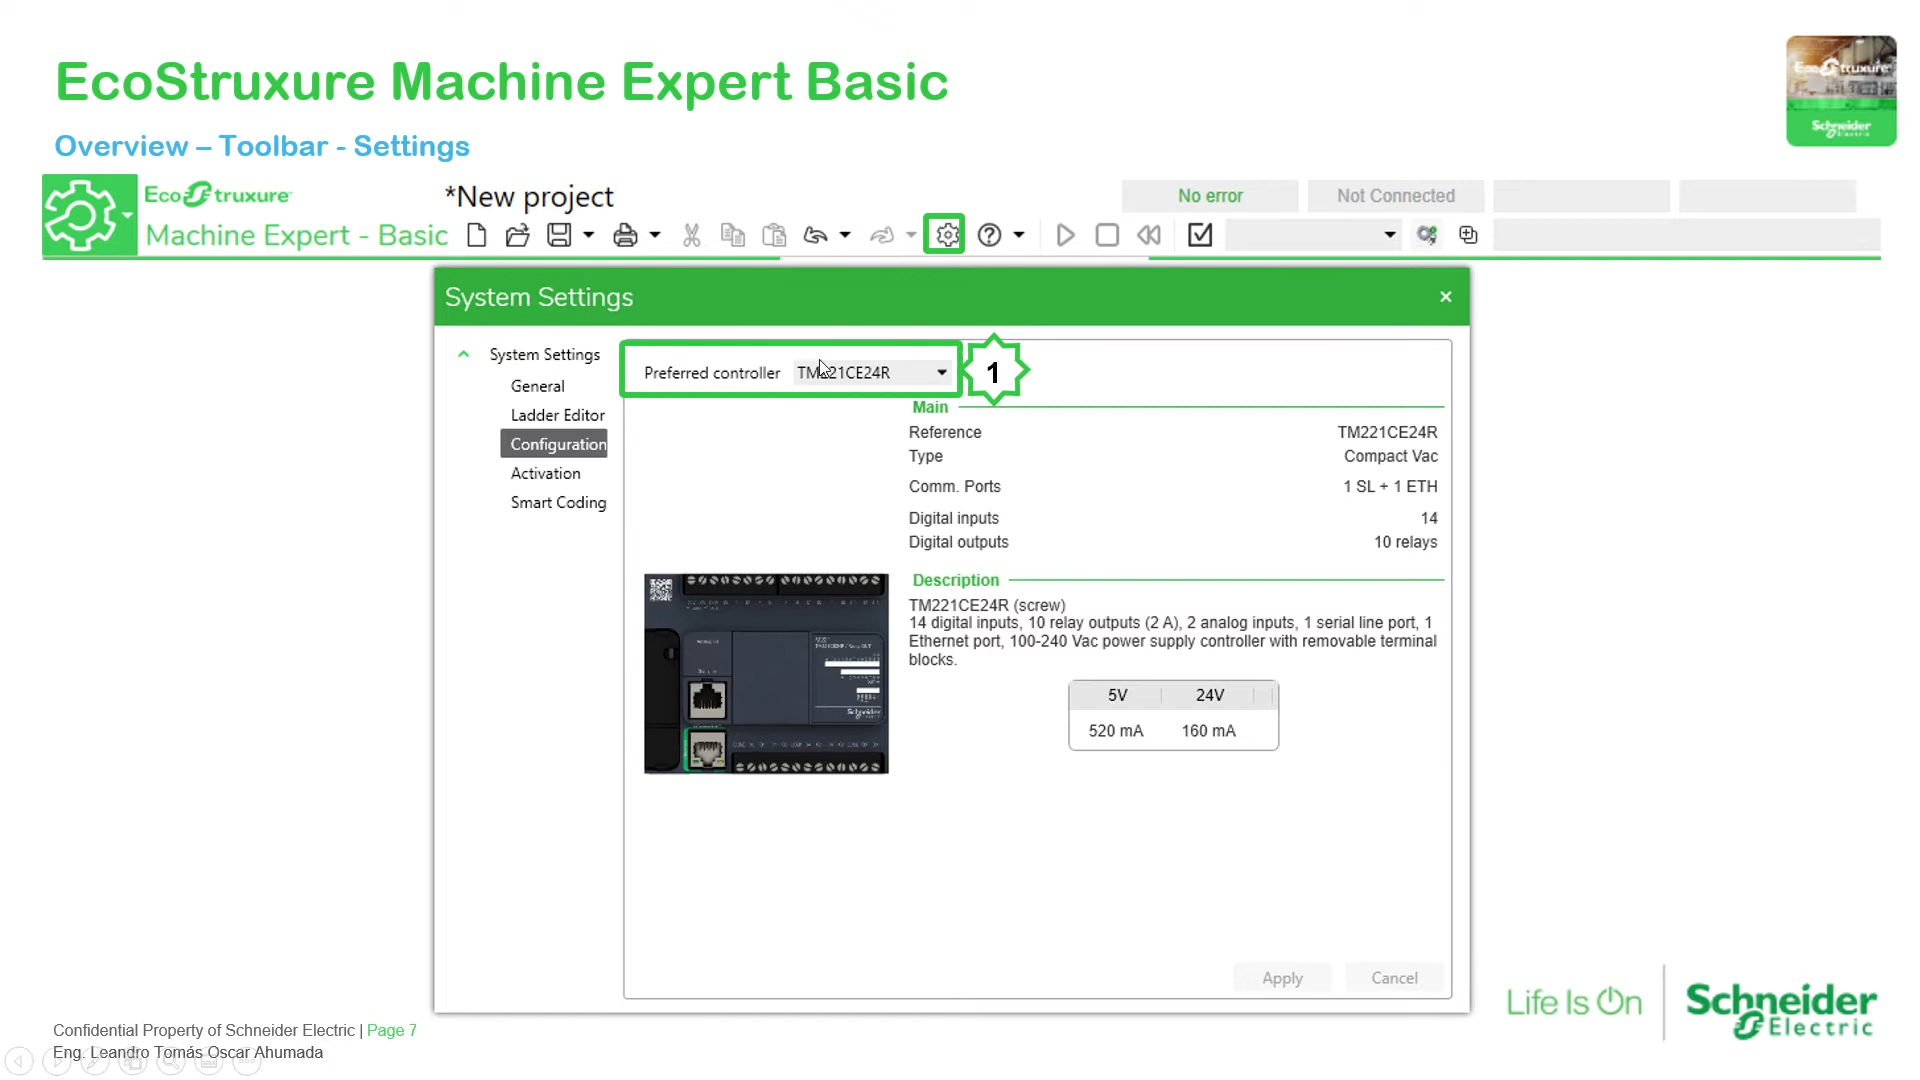 EcoStruxure Machine Expert Basic
Overview – Toolbar - Settings
EcoStruxure
Schneider
Electric
EcoStruxure
*New project
No error
Not Connected
Machine Expert - Basic
System Settings
System Settings
General
Ladder Editor
Configuration
Activation
Smart Coding
Preferred controller TM221CE24R
1
Main
Reference TM221CE24R
Type Compact Vac
Comm. Ports 1 SL + 1 ETH
Digital inputs 14
Digital outputs 10 relays
Description
TM221CE24R (screw)
14 digital inputs, 10 relay outputs (2 A), 2 analog inputs, 1 serial line port, 1
Ethernet port, 100-240 Vac power supply controller with removable terminal
blocks.
5V 24V
520 mA 160 mA
Schneider
Apply Cancel
Life Is On
Schneider
Electric
Confidential Property of Schneider Electric | Page 7
Eng. Leandro Tomás Oscar Ahumada